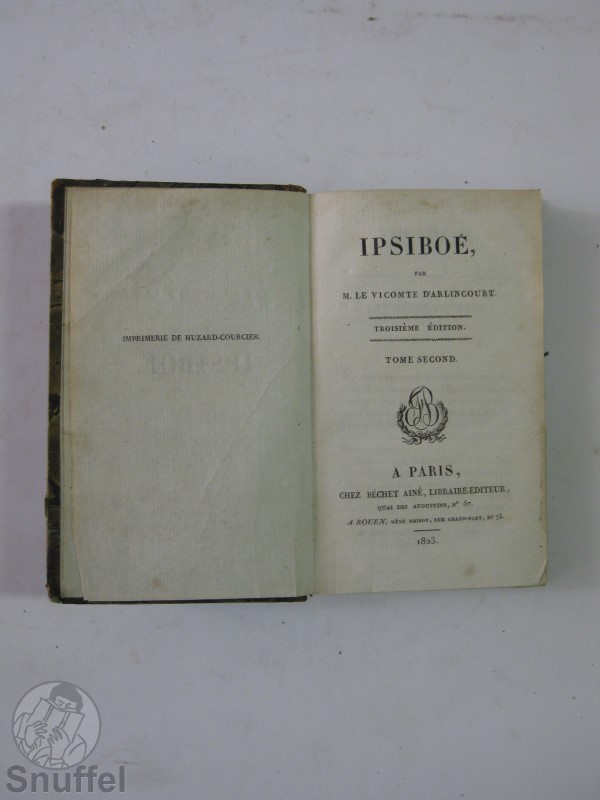 IMPRIMERIE DE HUZARD-COURCIER.
IPSIBOÉ,
PAR
M. LE VICOMTE D'ARLINCOURT.
TROISIÈME ÉDITION.
TOME SECOND.
A PARIS,
CHEZ BÉCHET AINÉ, LIBRAIRE-ÉDITEUR,
QUAI DES AUGUSTINS, Nº 57.
A ROUEN, MÊME MAISON, RUE GRAND-PONT, Nº 73.
1823.
Snuffel